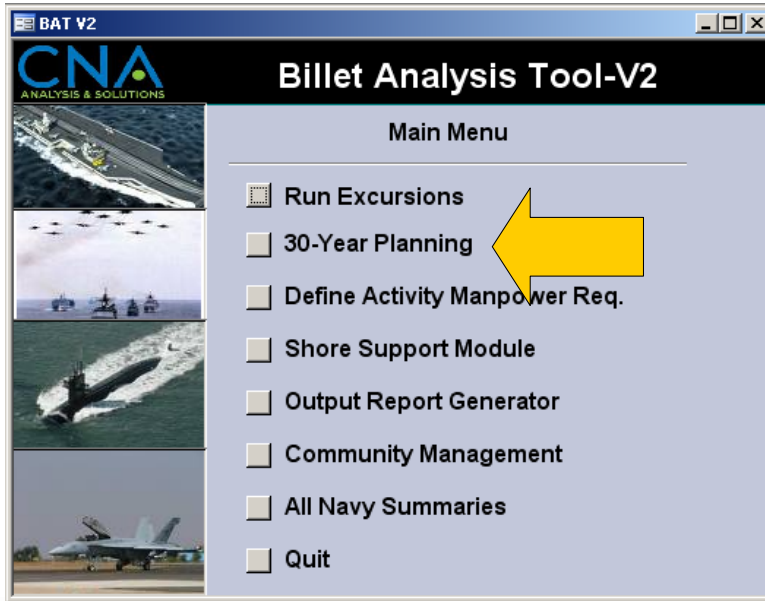 BAT V2
CNA
ANALYSIS & SOLUTIONS
Billet Analysis Tool-V2
Main Menu
Run Excursions
30-Year Planning
Define Activity Manpower Req.
Shore Support Module
Output Report Generator
Community Management
All Navy Summaries
Quit